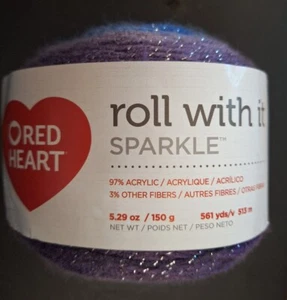 roll with it
SPARKLE™
RED
HEART
97% ACRYLIC / ACRYLIQUE / ACRÍLICO
3% OTHER FIBERS / AUTRES FIBRES / OTRAS
5.29 oz / 150 g 561 yds/v 513 m
NET WT / POIDS NET / PESO NETO